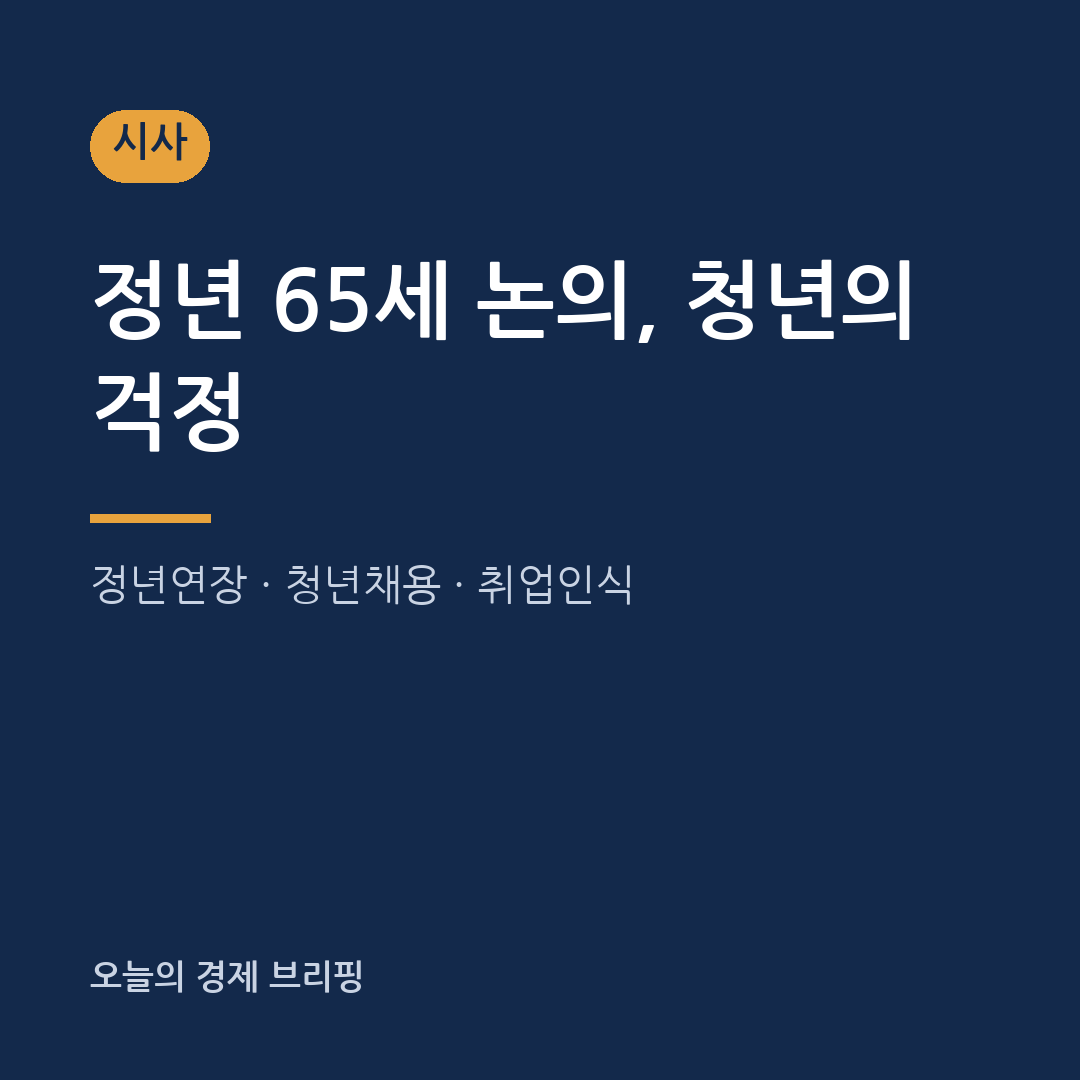 시사
정년 65세 논의, 청년의
걱정
정년연장 · 청년채용 · 취업인식
오늘의 경제 브리핑